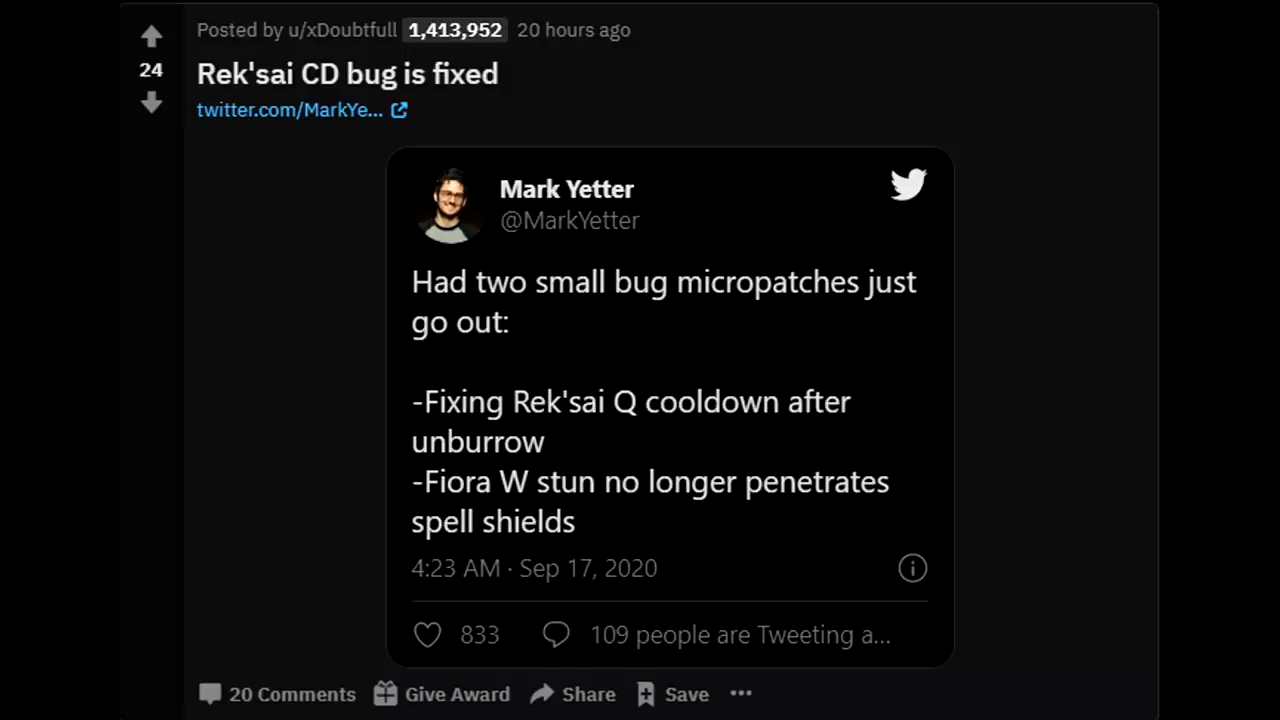 Posted by u/xDoubtfull 1,413,952 20 hours ago
24
Rek'sai CD bug is fixed
twitter.com/MarkYe...
Mark Yetter
@MarkYetter
Had two small bug micropatches just
go out:
-Fixing Rek'sai Q cooldown after
unburrow
-Fiora W stun no longer penetrates
spell shields
4:23 AM · Sep 17, 2020
833 109 people are Tweeting a...
20 Comments Give Award Share Save